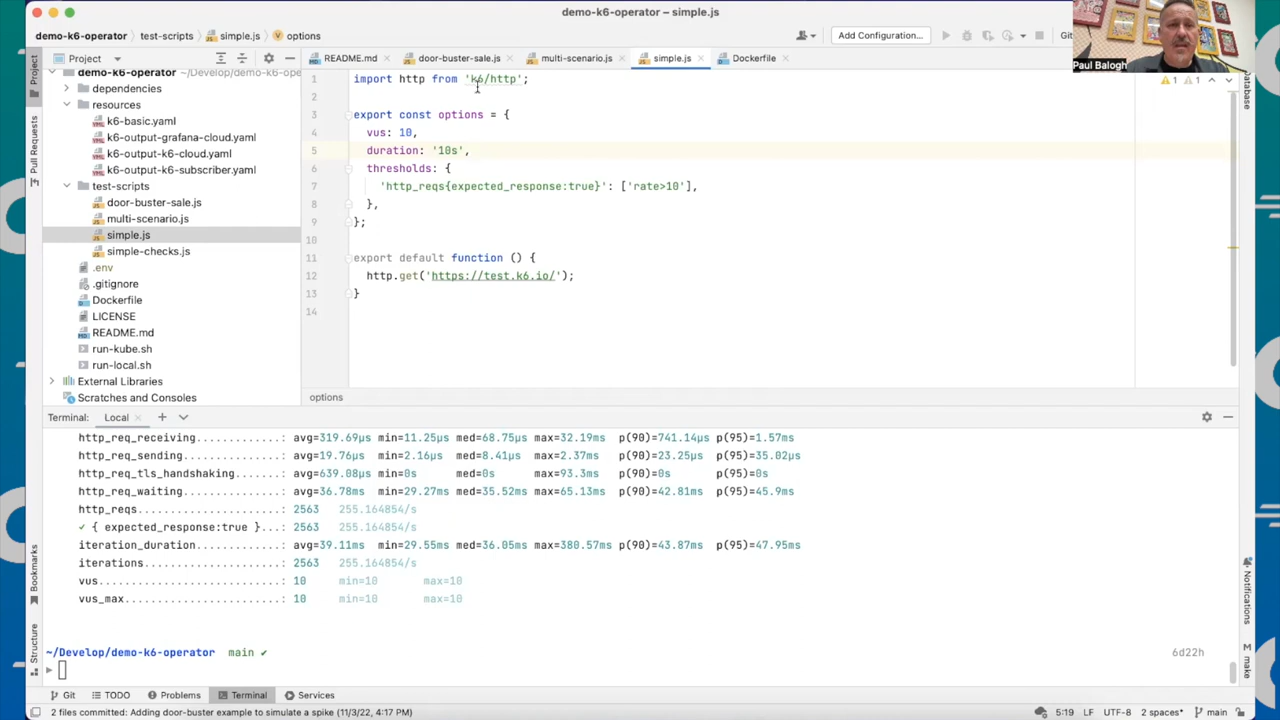 demo-k6-operator – simple.js
demo-k6-operator
test-scripts
simple.js
options
Add Configuration...
Git
Project
README.md
door-buster-sale.js
multi-scenario.js
simple.js
Dockerfile
Paul Balogh
demo-k6-operator ~/Develop/demo-k6-operator
dependencies
resources
k6-basic.yaml
k6-output-grafana-cloud.yaml
k6-output-k6-cloud.yaml
k6-output-k6-subscriber.yaml
test-scripts
door-buster-sale.js
multi-scenario.js
simple.js
simple-checks.js
.env
.gitignore
Dockerfile
LICENSE
README.md
run-kube.sh
run-local.sh
External Libraries
Scratches and Consoles
Project
Pull Requests
Bookmarks
Structure
1 import http from 'k6/http';
2
3 export const options = {
4 vus: 10,
5 duration: '10s',
6 thresholds: {
7 'http_reqs{expected_response:true}': ['rate>10'],
8 },
9 };
10
11 export default function () {
12 http.get('https://test.k6.io/');
13 }
14
1 1
options
Database
Notifications
make
Terminal: Local
http_req_receiving..............: avg=319.69µs min=11.25µs med=68.75µs max=32.19ms p(90)=741.14µs p(95)=1.57ms
http_req_sending................: avg=19.76µs min=2.16µs med=8.41µs max=2.37ms p(90)=23.25µs p(95)=35.02µs
http_req_tls_handshaking........: avg=639.08µs min=0s med=0s max=93.3ms p(90)=0s p(95)=0s
http_req_waiting................: avg=36.78ms min=29.27ms med=35.52ms max=65.13ms p(90)=42.81ms p(95)=45.9ms
http_reqs.......................: 2563 255.164854/s
✓ { expected_response:true }...: 2563 255.164854/s
iteration_duration..............: avg=39.11ms min=29.55ms med=36.05ms max=380.57ms p(90)=43.87ms p(95)=47.95ms
iterations......................: 2563 255.164854/s
vus.............................: 10 min=10 max=10
vus_max.........................: 10 min=10 max=10
~/Develop/demo-k6-operator main ✔ 6d22h
Git TODO Problems Terminal Services
2 files committed: Adding door-buster example to simulate a spike (11/3/22, 4:17 PM)
5:19 LF UTF-8 2 spaces* main